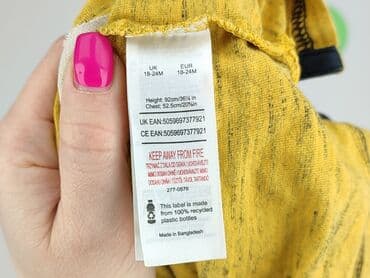 UK EUR
18-24M 18-24M
Height: 92cm/36¼ in
Chest: 52.5cm/20¾in
UK EAN:5059697377921
CE EAN:5059697377921
KEEP AWAY FROM FIRE
277-0576
This label is made
from 100% recycled
plastic bottles
Made in Bangladesh